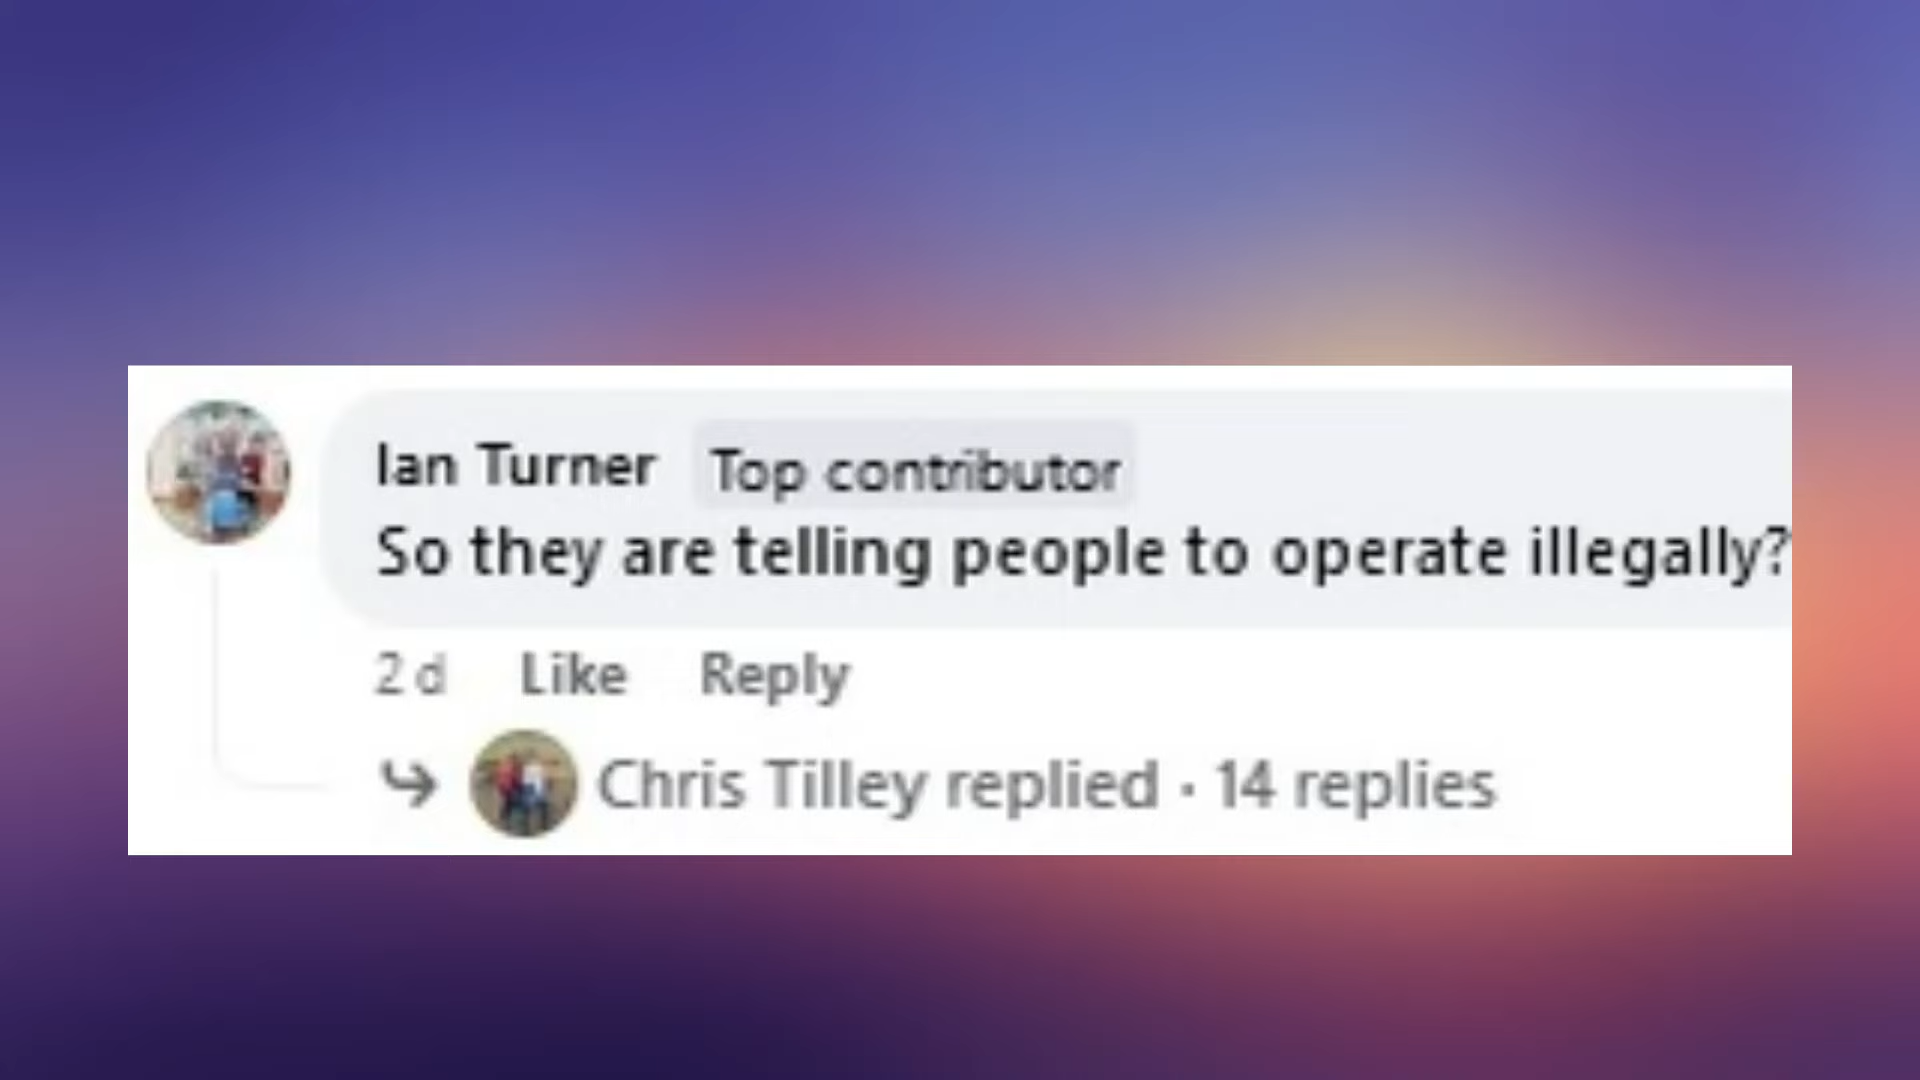 Ian Turner Top contributor
So they are telling people to operate illegally?
2 d Like Reply
Chris Tilley replied · 14 replies